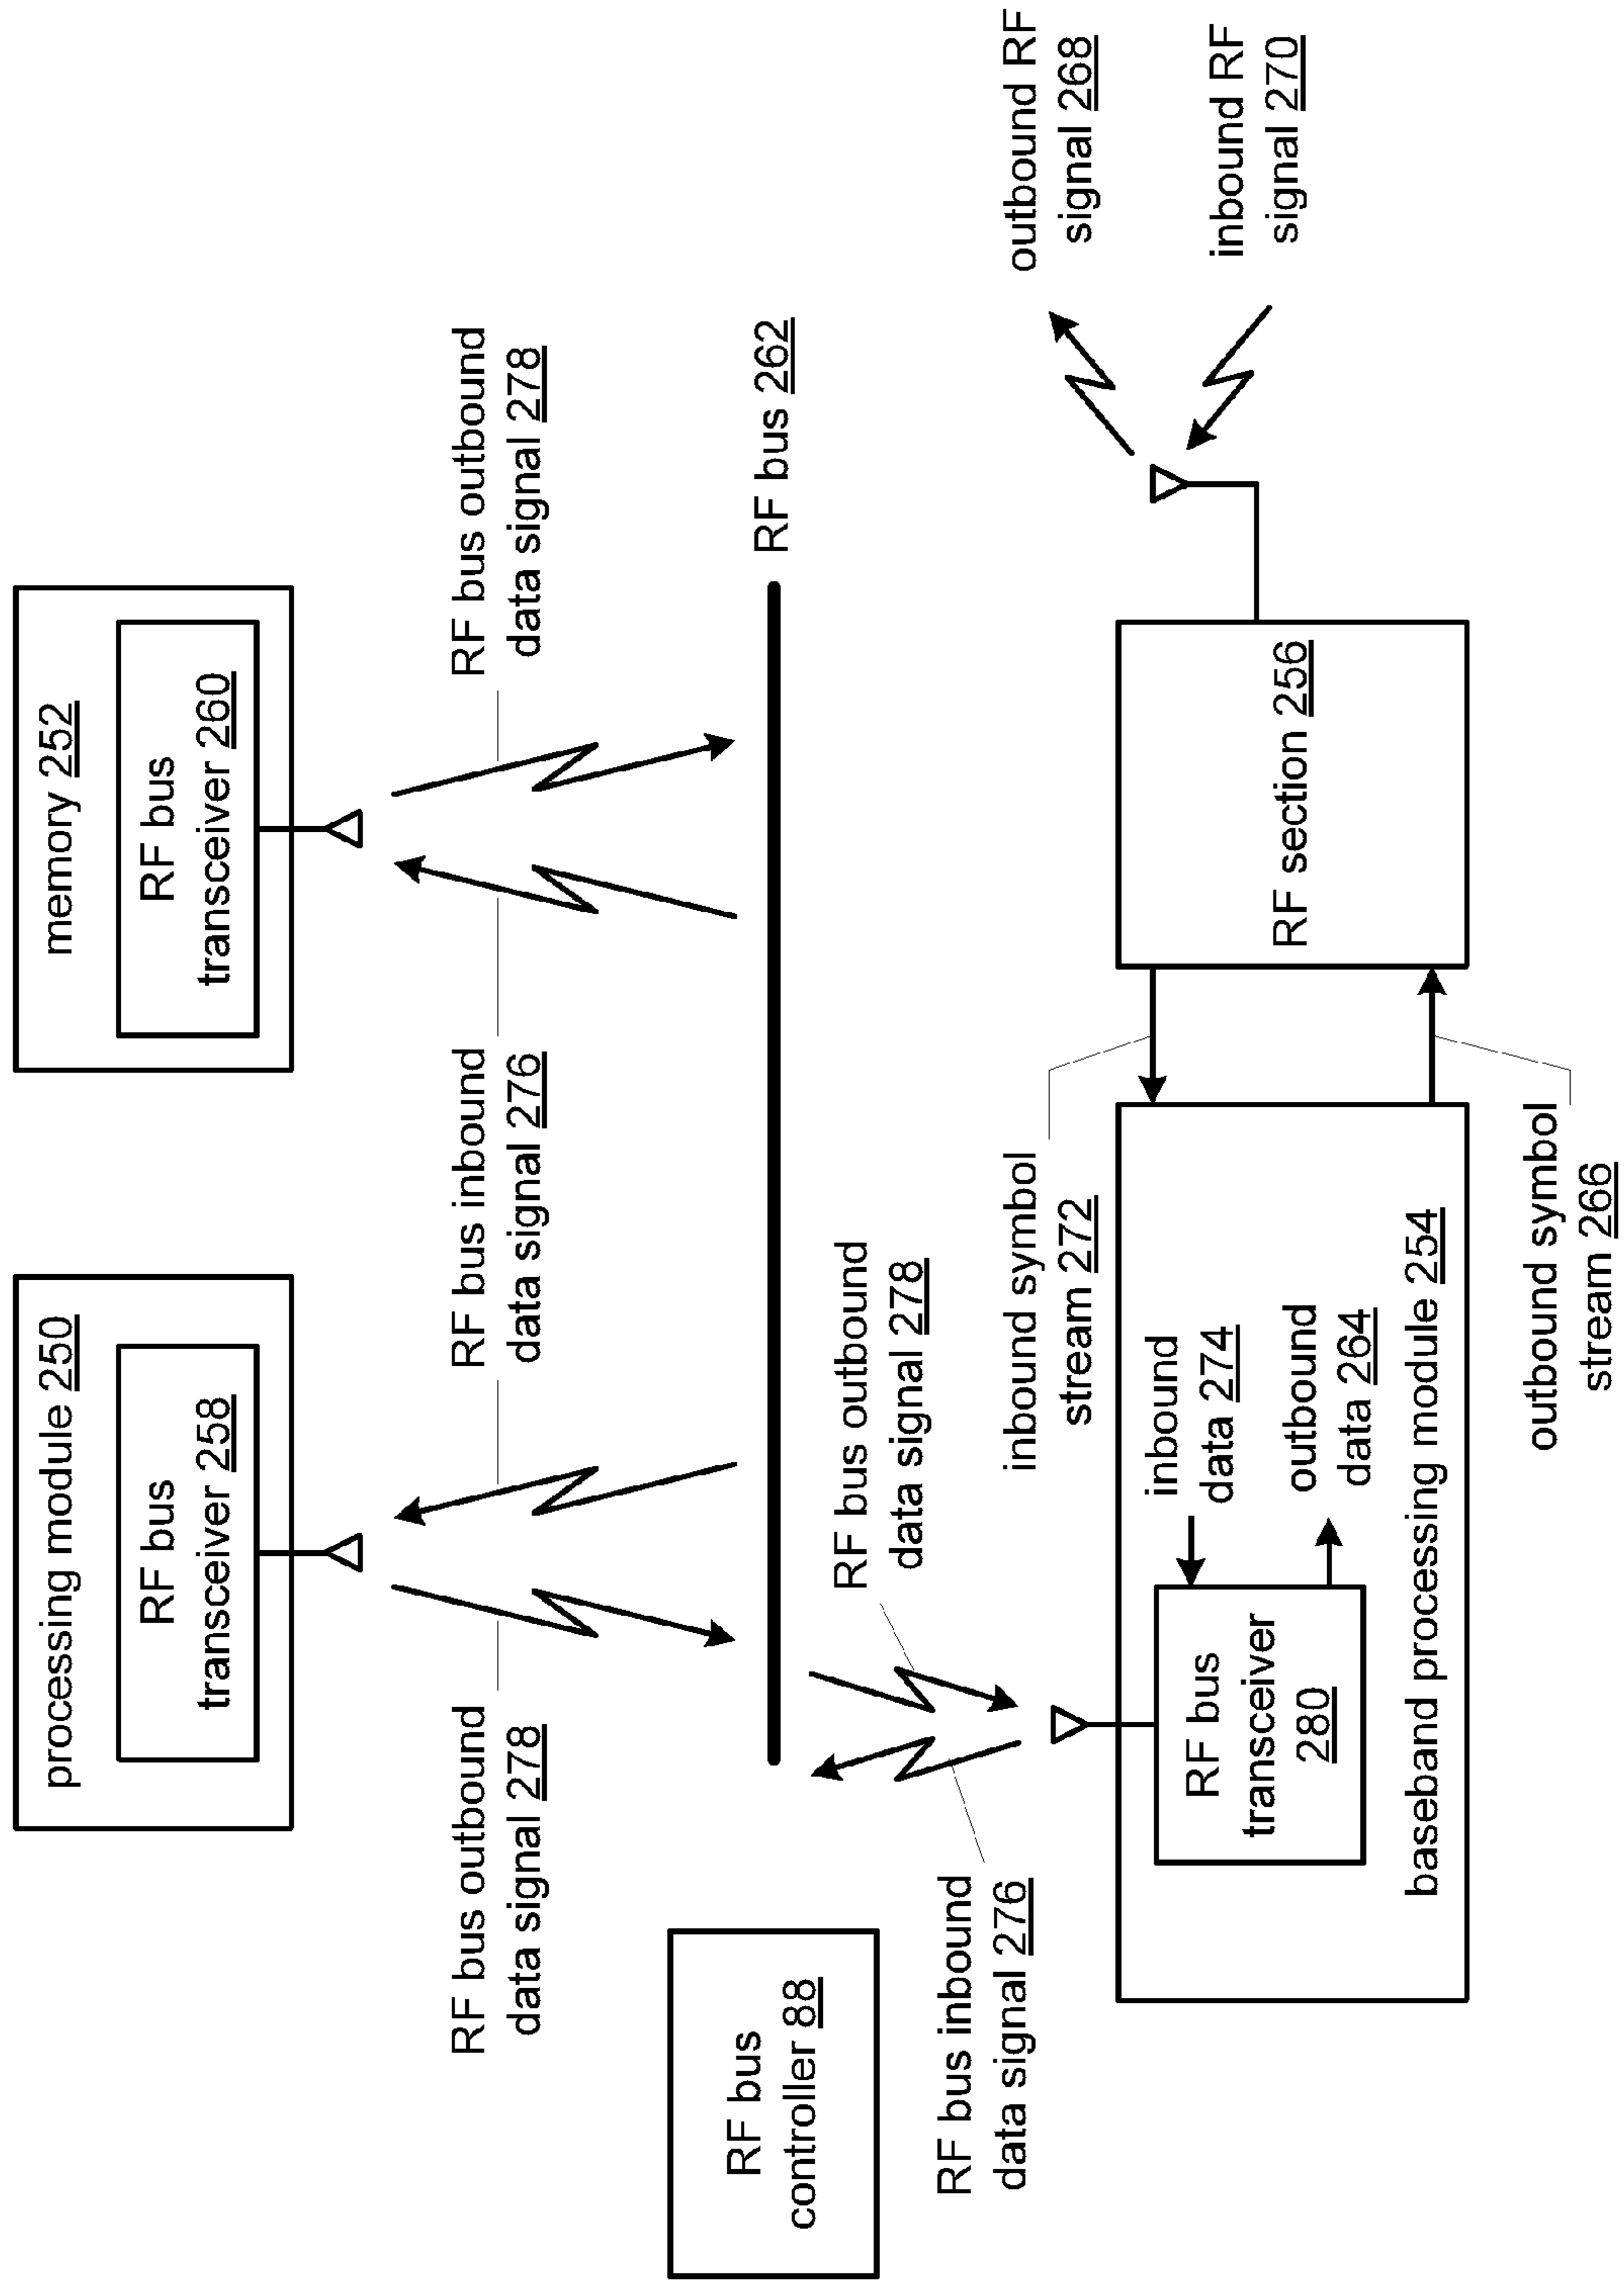 processing module 250
RF bus
transceiver 258
memory 252
RF bus
transceiver 260
RF bus outbound
data signal 278
RF bus inbound
data signal 276
RF bus outbound
data signal 278
RF bus
controller 88
RF bus 262
RF bus inbound
data signal 276
RF bus outbound
data signal 278
inbound symbol
stream 272
outbound RF
signal 268
inbound RF
signal 270
RF bus
transceiver
280
inbound
data 274
outbound
data 264
baseband processing module 254
RF section 256
outbound symbol
stream 266